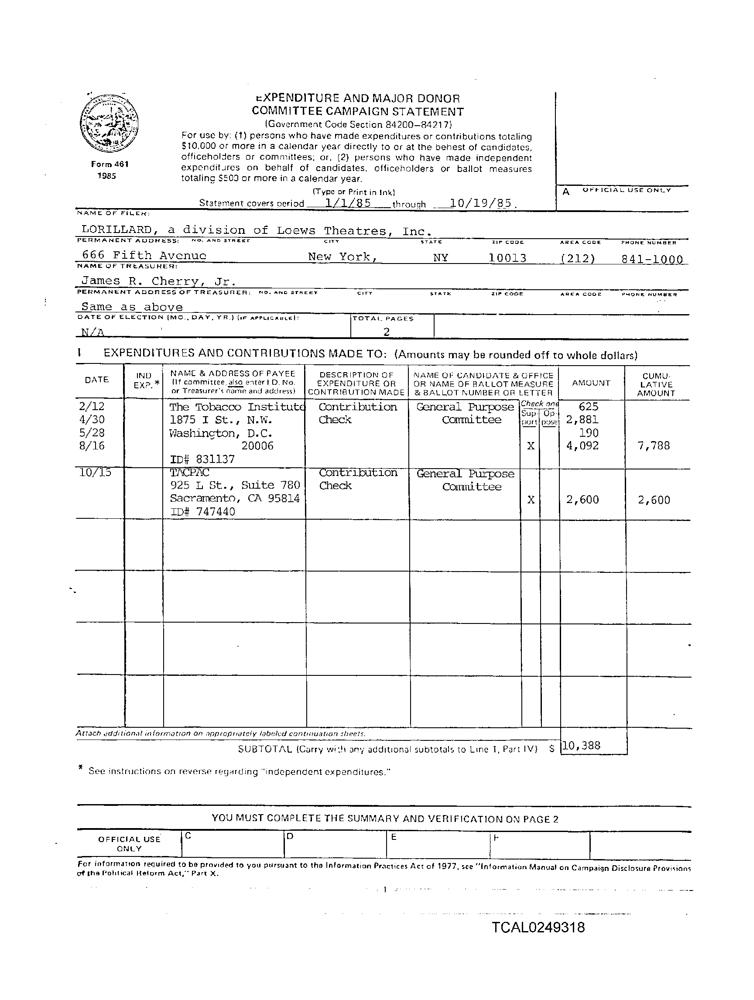 EXPENDITURE AND MAJOR DONOR
COMMITTEE CAMPAIGN STATEMENT
(Government Code Section 84200–84217)
For use by: (1) persons who have made expenditures or contributions totaling
$10,000 or more in a calendar year directly to or at the behest of candidates,
officeholders or committees; or, (2) persons who have made independent
expenditures on behalf of candidates, officeholders or ballot measures
totaling $500 or more in a calendar year.
Form 461
1985
(Type or Print in Ink)
Statement covers period 1/1/85 through 10/19/85.
A OFFICIAL USE ONLY
NAME OF FILER:
LORILLARD, a division of Loews Theatres, Inc.
PERMANENT ADDRESS: NO. AND STREET CITY STATE ZIP CODE AREA CODE PHONE NUMBER
666 Fifth Avenue New York, NY 10013 (212) 841-1000
NAME OF TREASURER:
James R. Cherry, Jr.
PERMANENT ADDRESS OF TREASURER: NO. AND STREET CITY STATE ZIP CODE AREA CODE PHONE NUMBER
Same as above
DATE OF ELECTION (MO., DAY, YR.) (IF APPLICABLE): TOTAL PAGES
N/A 2
I EXPENDITURES AND CONTRIBUTIONS MADE TO: (Amounts may be rounded off to whole dollars)
DATE IND EXP.* NAME & ADDRESS OF PAYEE (If committee, also enter I.D. No. or Treasurer's name and address) DESCRIPTION OF EXPENDITURE OR CONTRIBUTION MADE NAME OF CANDIDATE & OFFICE OR NAME OF BALLOT MEASURE & BALLOT NUMBER OR LETTER AMOUNT CUMU- LATIVE AMOUNT
Check one
Sup port Op- pose
2/12 The Tobacco Institute Contribution General Purpose 625
4/30 1875 I St., N.W. Check Committee 2,881
5/28 Washington, D.C. 190
8/16 20006 X 4,092 7,788
ID# 831137
10/15 TACPAC Contribution General Purpose
925 L St., Suite 780 Check Committee
Sacramento, CA 95814 X 2,600 2,600
ID# 747440
Attach additional information on appropriately labeled continuation sheets.
SUBTOTAL (Carry with any additional subtotals to Line 1, Part IV) $ 10,388
* See instructions on reverse regarding "independent expenditures."
YOU MUST COMPLETE THE SUMMARY AND VERIFICATION ON PAGE 2
OFFICIAL USE ONLY C D E F
For information required to be provided to you pursuant to the Information Practices Act of 1977, see "Information Manual on Campaign Disclosure Provisions
of the Political Reform Act," Part X.
TCAL0249318